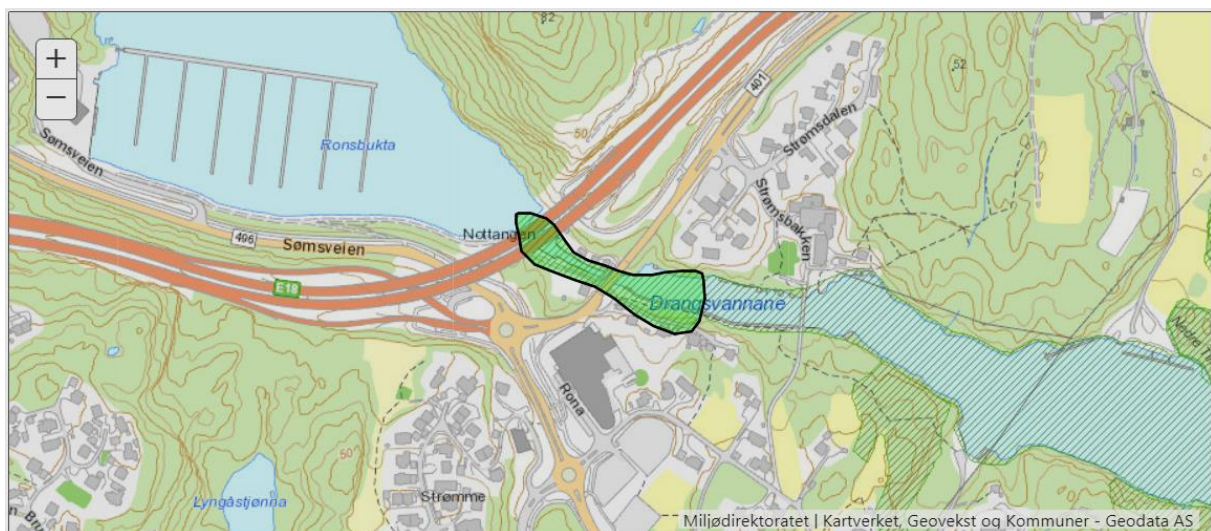 +
−
82
52
401
Sømsveien
Ronsbukta
Strømsdalen
50
Strømsbakken
Nottangen
496
Sømsveien
E18
Drangsvannane
Rona
50
Strømme
Lyngåstjønna
Miljødirektoratet | Kartverket, Geovekst og Kommuner - Geodata AS